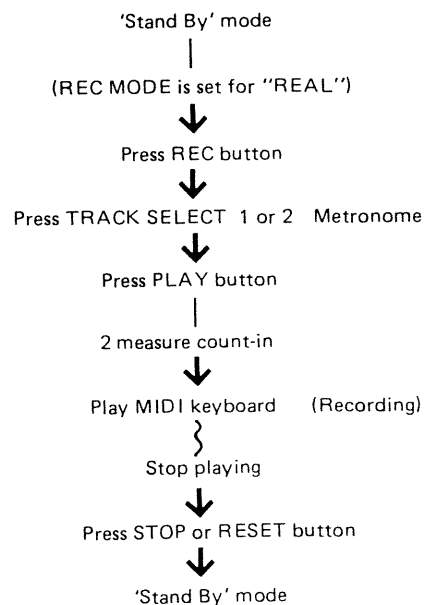 'Stand By' mode
(REC MODE is set for "REAL")
Press REC button
Press TRACK SELECT 1 or 2 Metronome
Press PLAY button
2 measure count-in
Play MIDI keyboard (Recording)
Stop playing
Press STOP or RESET button
'Stand By' mode